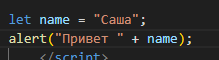 let name = "Саша";
alert("Привет " + name);
</script>